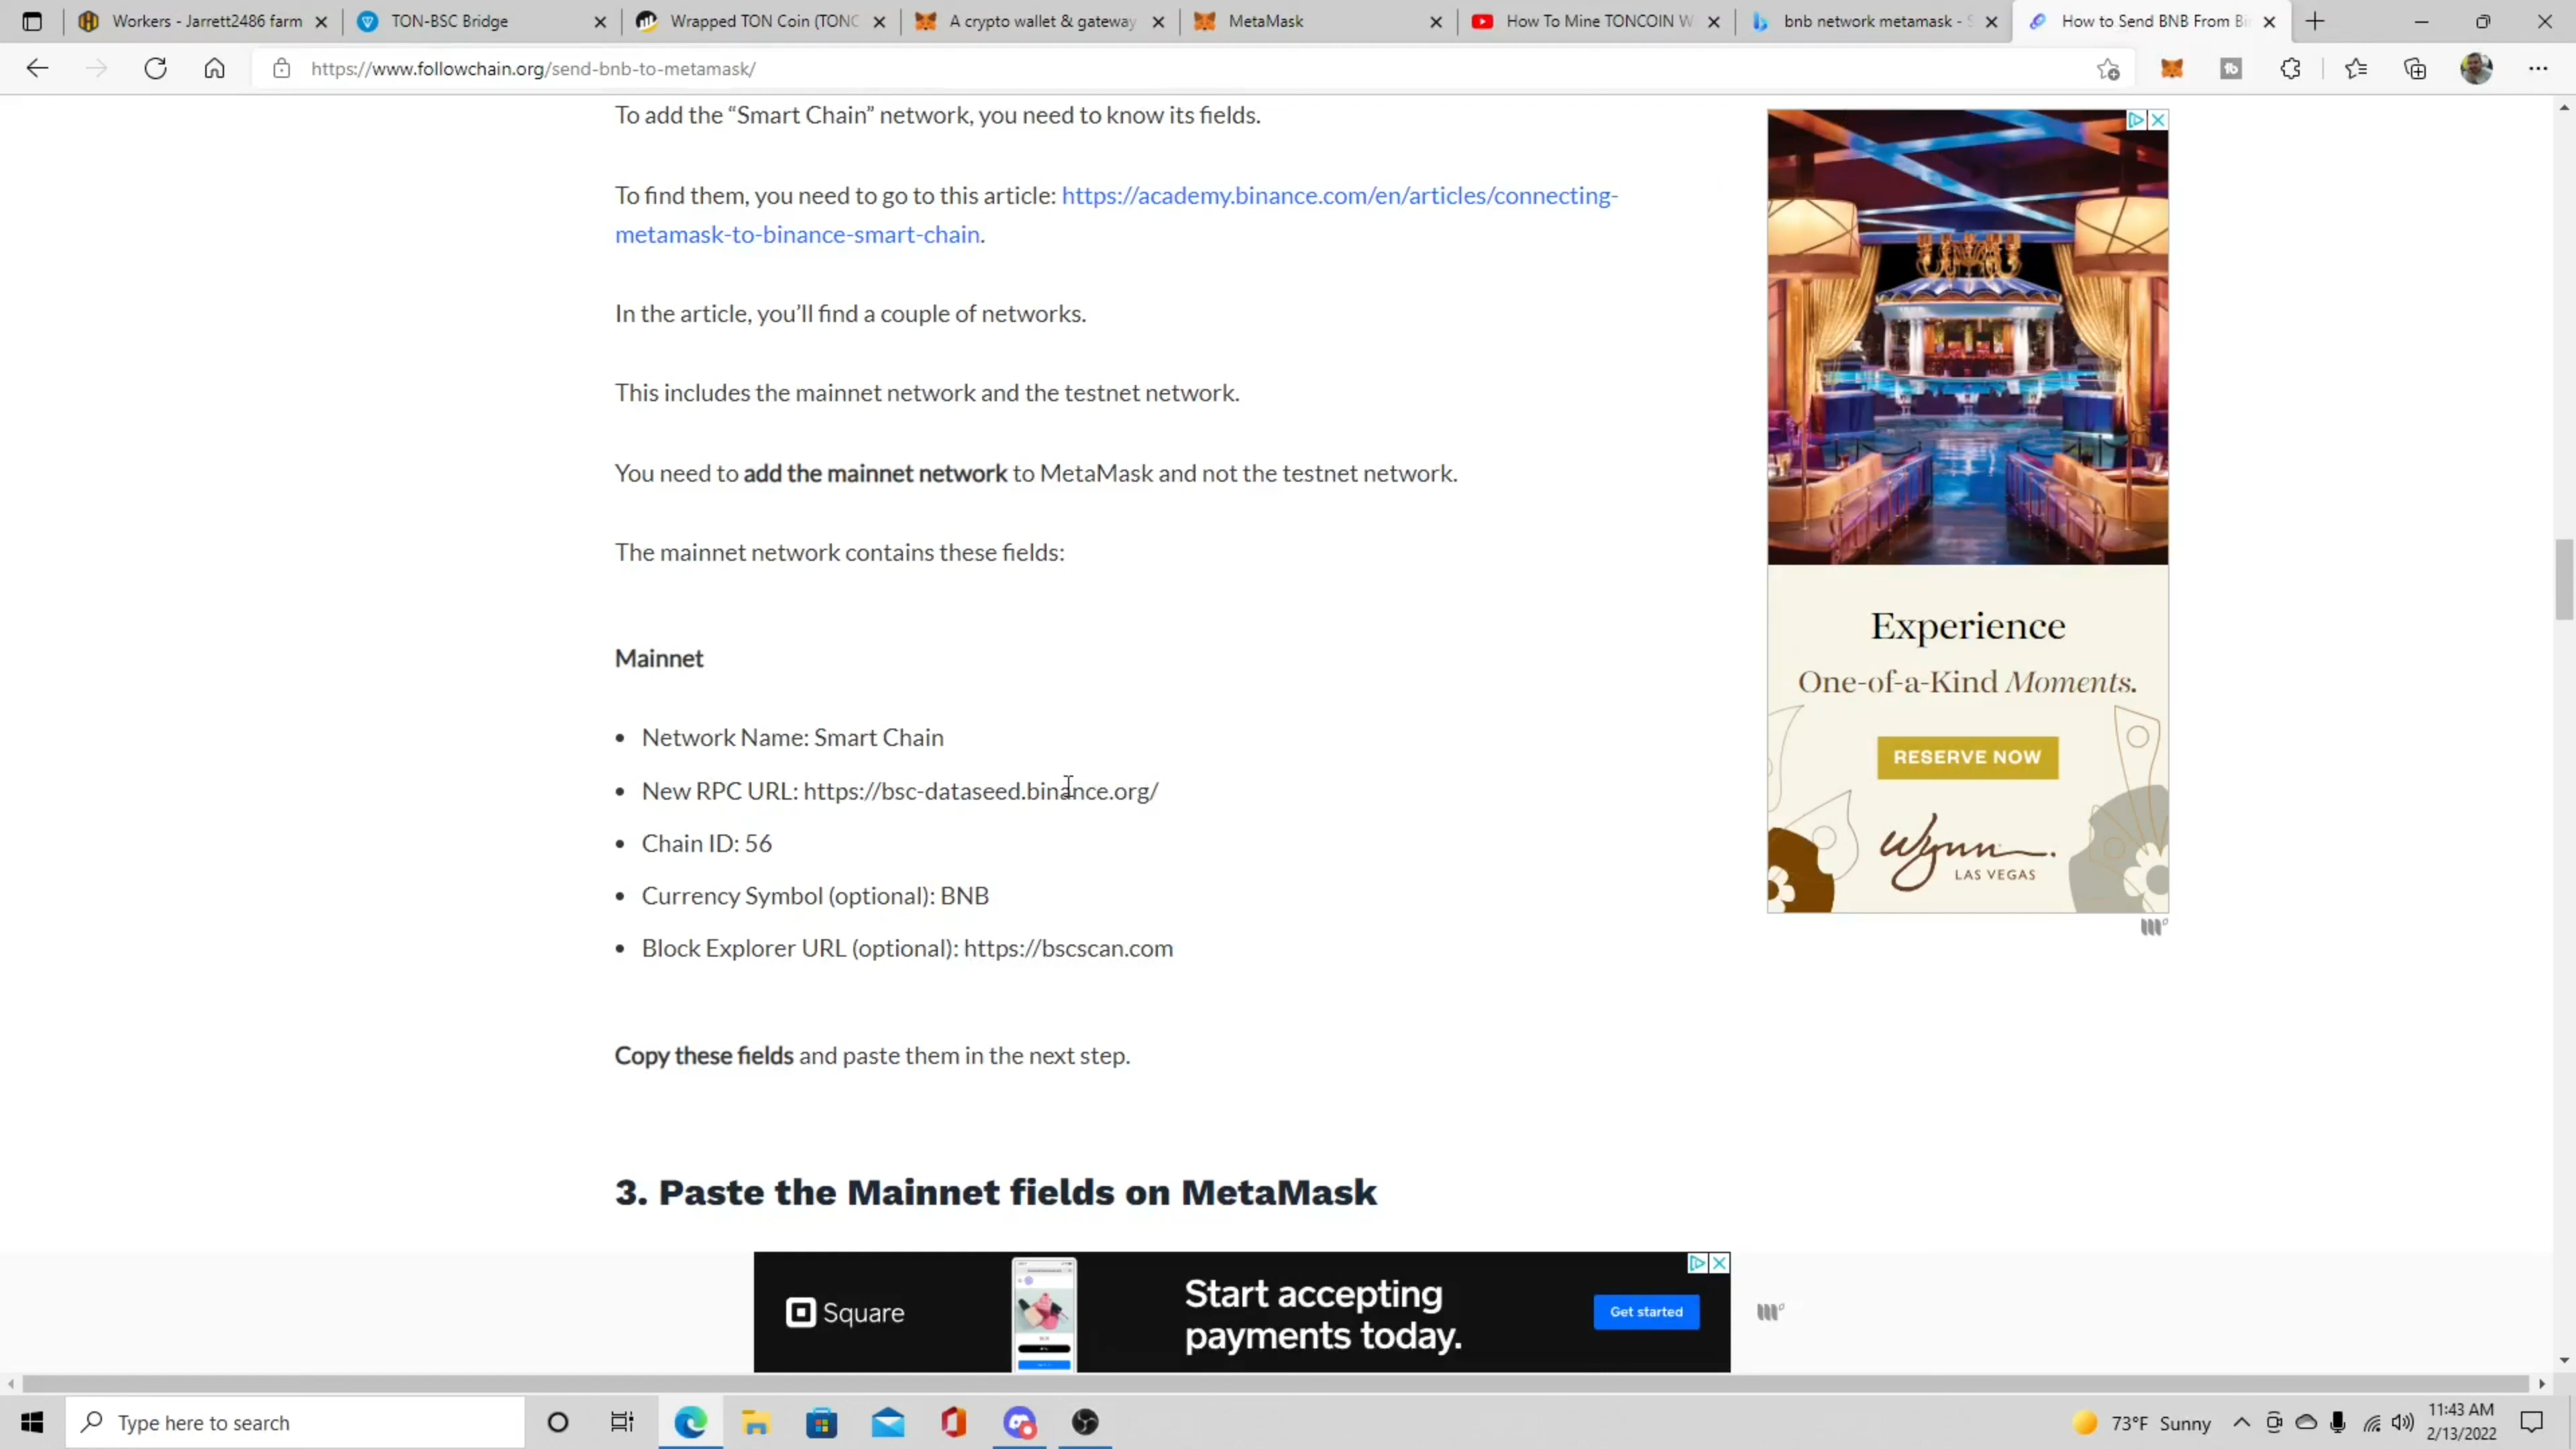 Workers - Jarrett2486 farm
TON-BSC Bridge
Wrapped TON Coin (TONC
A crypto wallet & gateway
MetaMask
How To Mine TONCOIN W
bnb network metamask - S
How to Send BNB From Bi
https://www.followchain.org/send-bnb-to-metamask/
To add the “Smart Chain” network, you need to know its fields.
To find them, you need to go to this article: https://academy.binance.com/en/articles/connecting-
metamask-to-binance-smart-chain.
In the article, you’ll find a couple of networks.
This includes the mainnet network and the testnet network.
You need to add the mainnet network to MetaMask and not the testnet network.
The mainnet network contains these fields:
Mainnet
• Network Name: Smart Chain
• New RPC URL: https://bsc-dataseed.binance.org/
• Chain ID: 56
• Currency Symbol (optional): BNB
• Block Explorer URL (optional): https://bscscan.com
Copy these fields and paste them in the next step.
3. Paste the Mainnet fields on MetaMask
Experience
One-of-a-Kind Moments.
RESERVE NOW
Wynn
LAS VEGAS
Square
Start accepting
payments today.
Get started
Type here to search
73°F Sunny
11:43 AM
2/13/2022